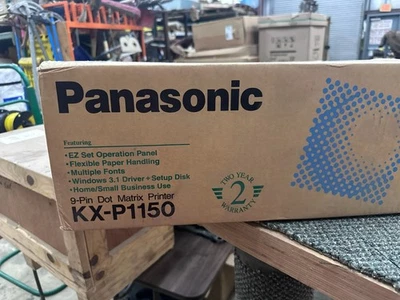 Panasonic
Featuring
•EZ Set Operation Panel
•Flexible Paper Handling
•Multiple Fonts
•Windows 3.1 Driver + Setup Disk
•Home/Small Business Use
9-Pin Dot Matrix Printer
KX-P1150
TWO YEAR
2
WARRANTY